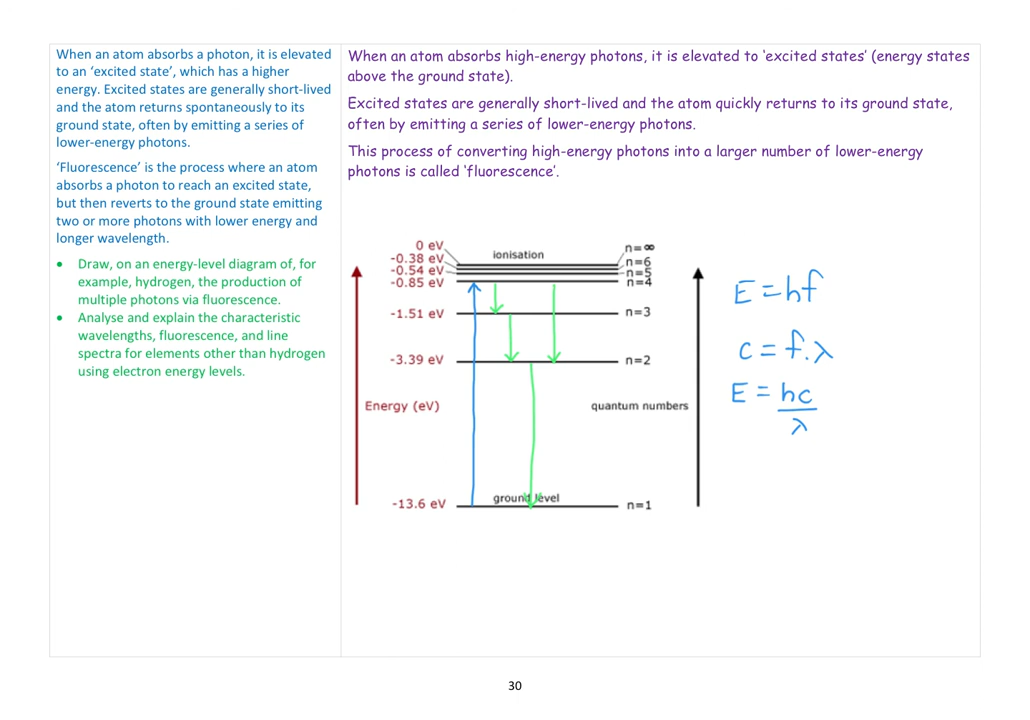 When an atom absorbs a photon, it is elevated
to an ‘excited state’, which has a higher
energy. Excited states are generally short-lived
and the atom returns spontaneously to its
ground state, often by emitting a series of
lower-energy photons.
‘Fluorescence’ is the process where an atom
absorbs a photon to reach an excited state,
but then reverts to the ground state emitting
two or more photons with lower energy and
longer wavelength.
• Draw, on an energy-level diagram of, for
example, hydrogen, the production of
multiple photons via fluorescence.
• Analyse and explain the characteristic
wavelengths, fluorescence, and line
spectra for elements other than hydrogen
using electron energy levels.
When an atom absorbs high-energy photons, it is elevated to ‘excited states’ (energy states
above the ground state).
Excited states are generally short-lived and the atom quickly returns to its ground state,
often by emitting a series of lower-energy photons.
This process of converting high-energy photons into a larger number of lower-energy
photons is called ‘fluorescence’.
0 eV ionisation n=∞
-0.38 eV n=6
-0.54 eV n=5
-0.85 eV n=4
-1.51 eV n=3
-3.39 eV n=2
Energy (eV) quantum numbers
-13.6 eV ground level n=1
E=hf
c=f.λ
E=hc
λ
30